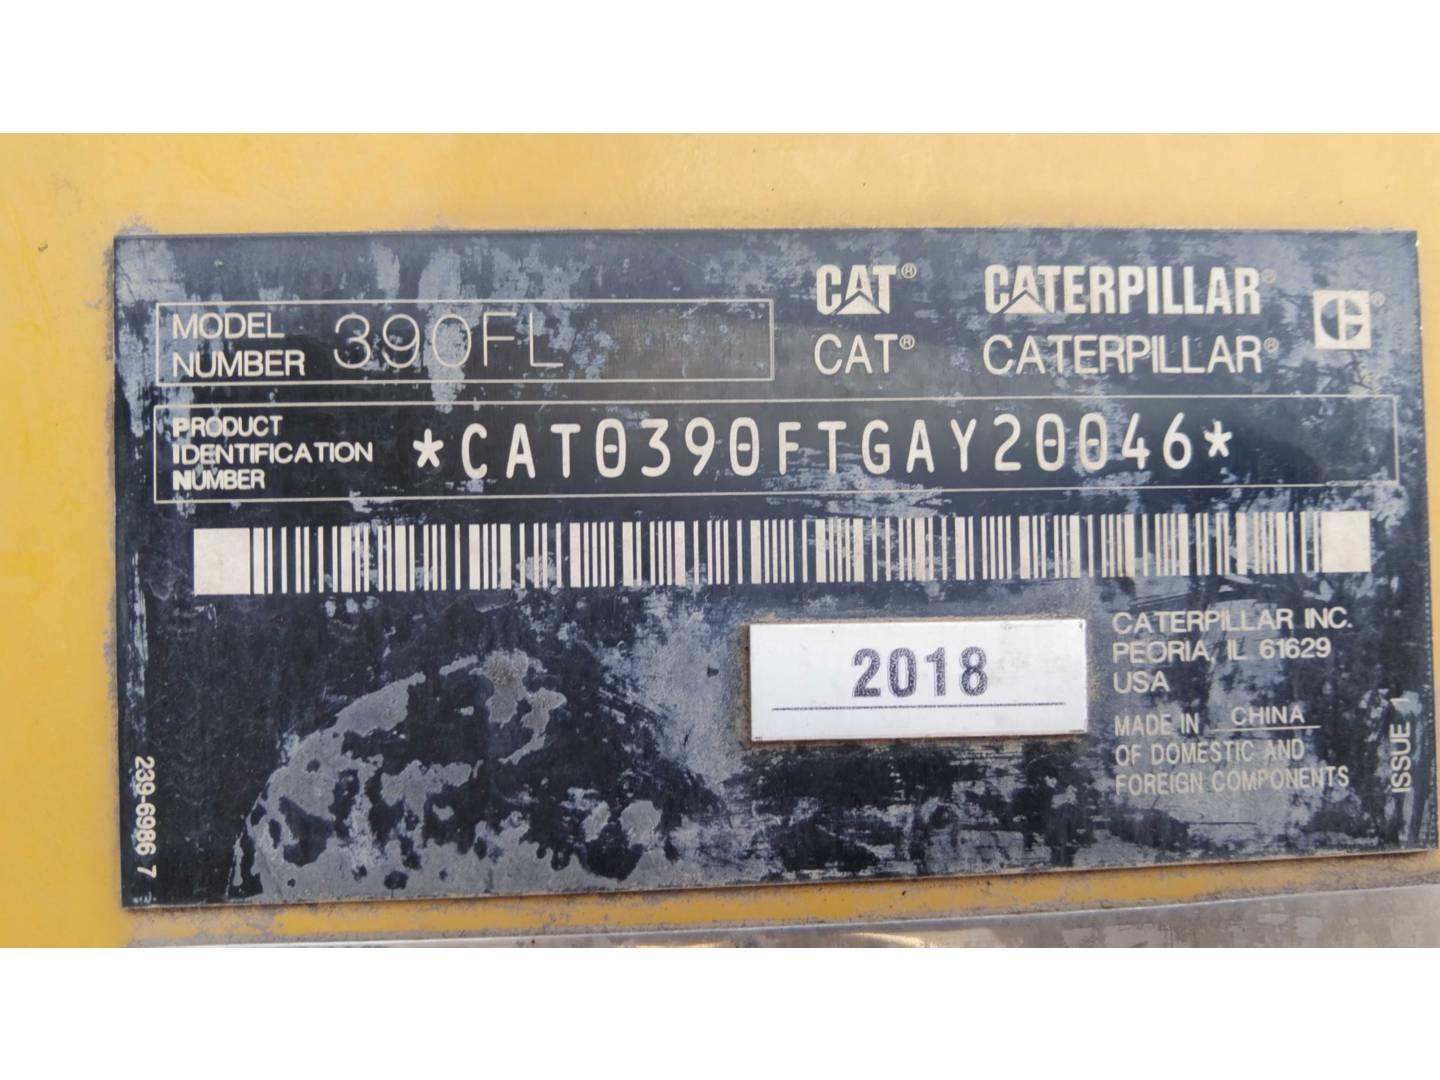 CAT® CATERPILLAR®
MODEL
NUMBER 390FL
CAT® CATERPILLAR®
PRODUCT
IDENTIFICATION
NUMBER
*CAT0390FTGAY20046*
2018
CATERPILLAR INC.
PEORIA, IL 61629
USA
MADE IN CHINA
OF DOMESTIC AND
FOREIGN COMPONENTS
ISSUE 1
239-6986 7